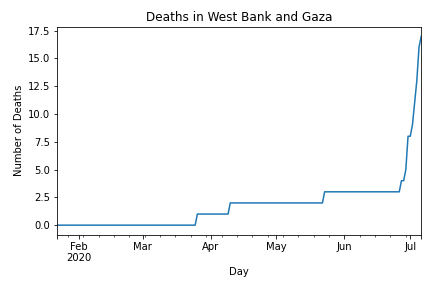 Deaths in West Bank and Gaza
17.5
15.0
12.5
10.0
7.5
5.0
2.5
0.0
Number of Deaths
Feb Mar Apr May Jun Jul
2020
Day